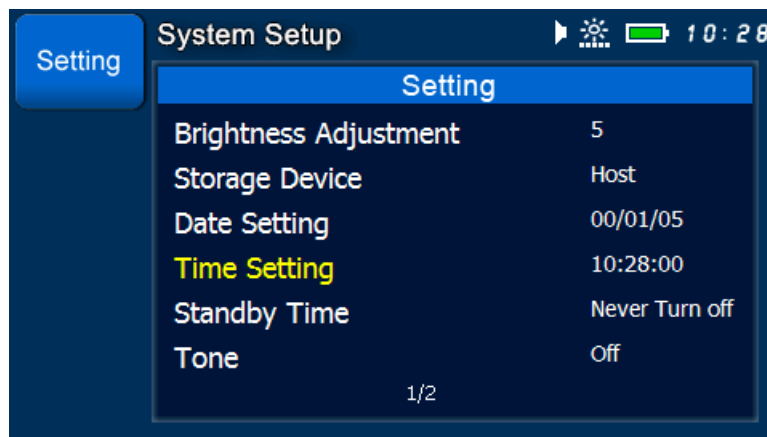 Setting
System Setup
10:28
Setting
Brightness Adjustment 5
Storage Device Host
Date Setting 00/01/05
Time Setting 10:28:00
Standby Time Never Turn off
Tone Off
1/2